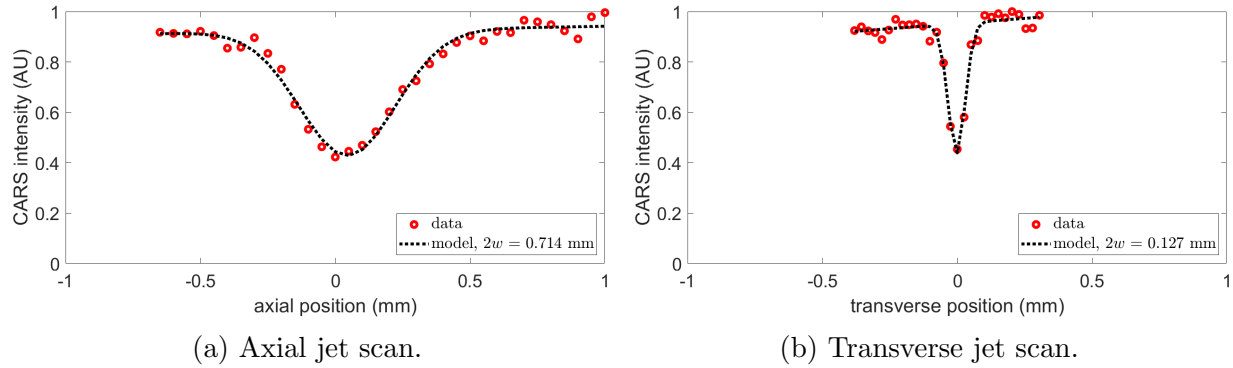 1
0.8
0.6
0.4
0.2
0
CARS intensity (AU)
data
model, 2w = 0.714 mm
-1
-0.5
0
0.5
1
axial position (mm)
(a) Axial jet scan.
1
0.8
0.6
0.4
0.2
0
CARS intensity (AU)
data
model, 2w = 0.127 mm
-1
-0.5
0
0.5
1
transverse position (mm)
(b) Transverse jet scan.